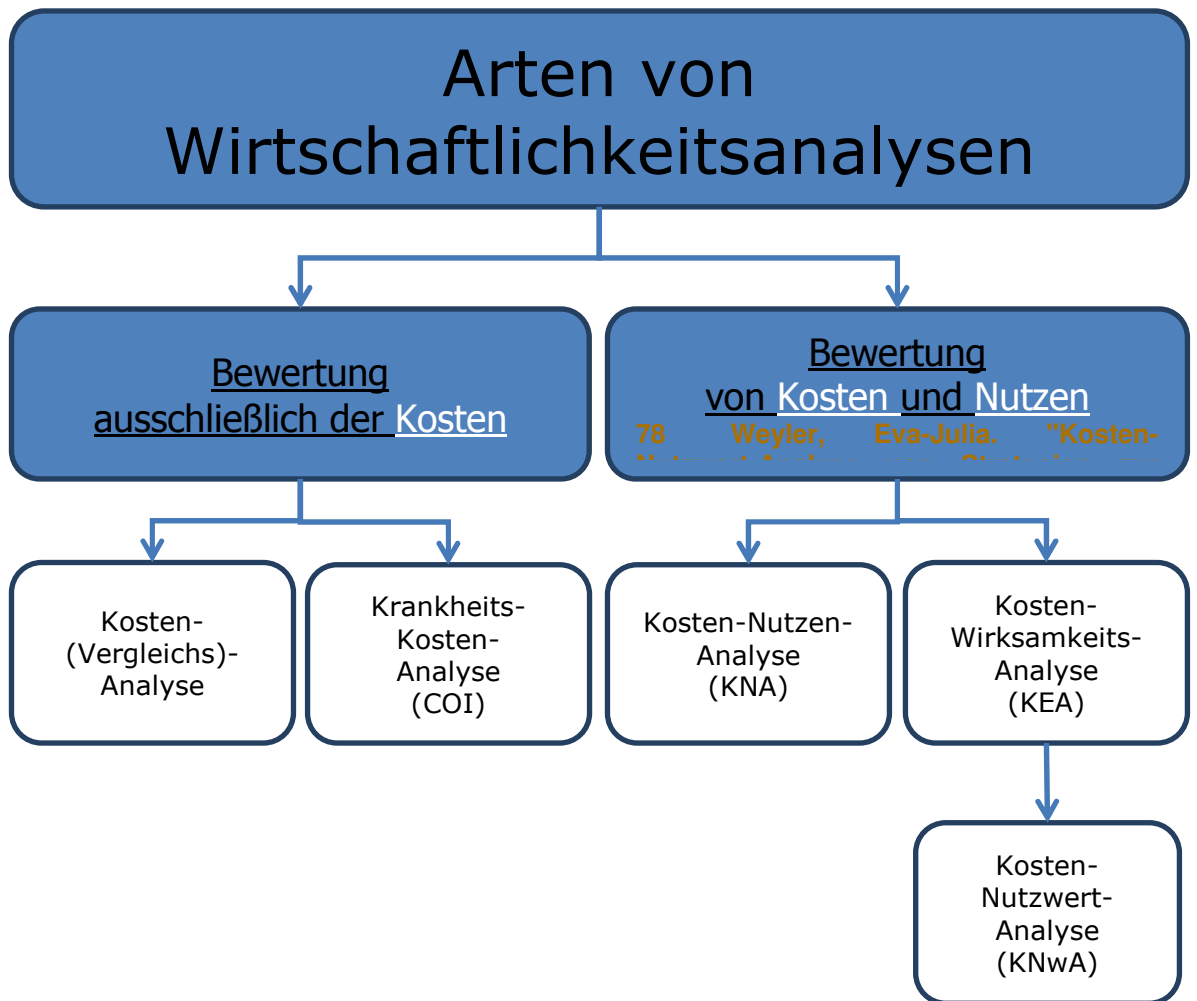 Arten von
Wirtschaftlichkeitsanalysen
Bewertung
ausschließlich der Kosten
Bewertung
von Kosten und Nutzen
78 Weyler, Eva-Julia. "Kosten-
Kosten-
(Vergleichs)-
Analyse
Krankheits-
Kosten-
Analyse
(COI)
Kosten-Nutzen-
Analyse
(KNA)
Kosten-
Wirksamkeits-
Analyse
(KEA)
Kosten-
Nutzwert-
Analyse
(KNwA)